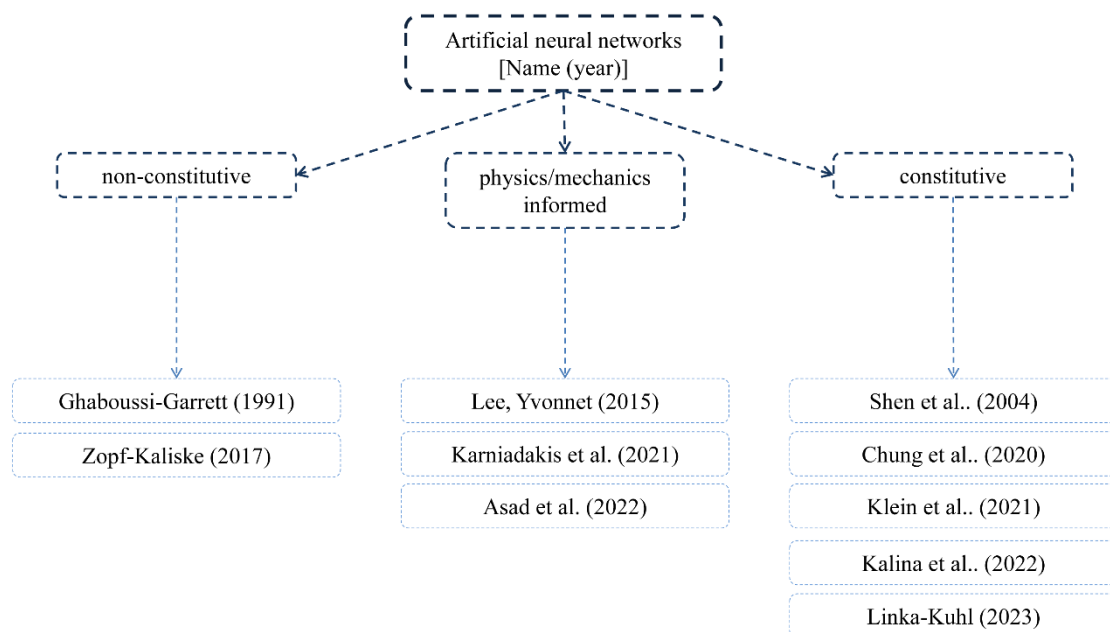 Artificial neural networks
[Name (year)]
non-constitutive
physics/mechanics
informed
constitutive
Ghaboussi-Garrett (1991)
Zopf-Kaliske (2017)
Lee, Yvonnet (2015)
Karniadakis et al. (2021)
Asad et al. (2022)
Shen et al.. (2004)
Chung et al.. (2020)
Klein et al.. (2021)
Kalina et al.. (2022)
Linka-Kuhl (2023)